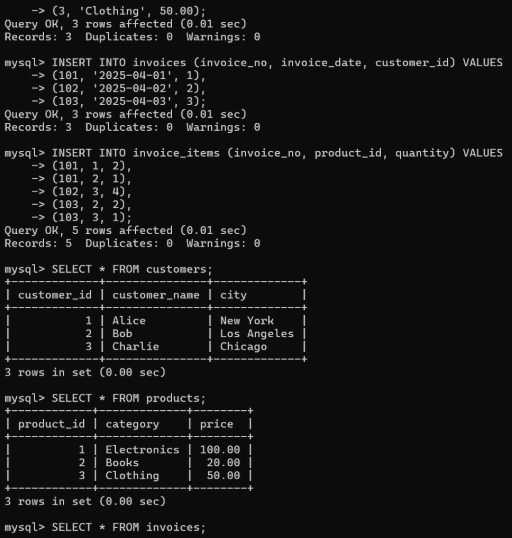 -> (3, 'Clothing', 50.00);
Query OK, 3 rows affected (0.01 sec)
Records: 3  Duplicates: 0  Warnings: 0
mysql> INSERT INTO invoices (invoice_no, invoice_date, customer_id) VALUES
    -> (101, '2025-04-01', 1),
    -> (102, '2025-04-02', 2),
    -> (103, '2025-04-03', 3);
Query OK, 3 rows affected (0.01 sec)
Records: 3  Duplicates: 0  Warnings: 0
mysql> INSERT INTO invoice_items (invoice_no, product_id, quantity) VALUES
    -> (101, 1, 2),
    -> (101, 2, 1),
    -> (102, 3, 4),
    -> (103, 2, 2),
    -> (103, 3, 1);
Query OK, 5 rows affected (0.01 sec)
Records: 5  Duplicates: 0  Warnings: 0
mysql> SELECT * FROM customers;
+-------------+---------------+-------------+
| customer_id | customer_name | city        |
+-------------+---------------+-------------+
|           1 | Alice         | New York    |
|           2 | Bob           | Los Angeles |
|           3 | Charlie       | Chicago     |
+-------------+---------------+-------------+
3 rows in set (0.00 sec)
mysql> SELECT * FROM products;
+------------+-------------+--------+
| product_id | category    | price  |
+------------+-------------+--------+
|          1 | Electronics | 100.00 |
|          2 | Books       |  20.00 |
|          3 | Clothing    |  50.00 |
+------------+-------------+--------+
3 rows in set (0.00 sec)
mysql> SELECT * FROM invoices;